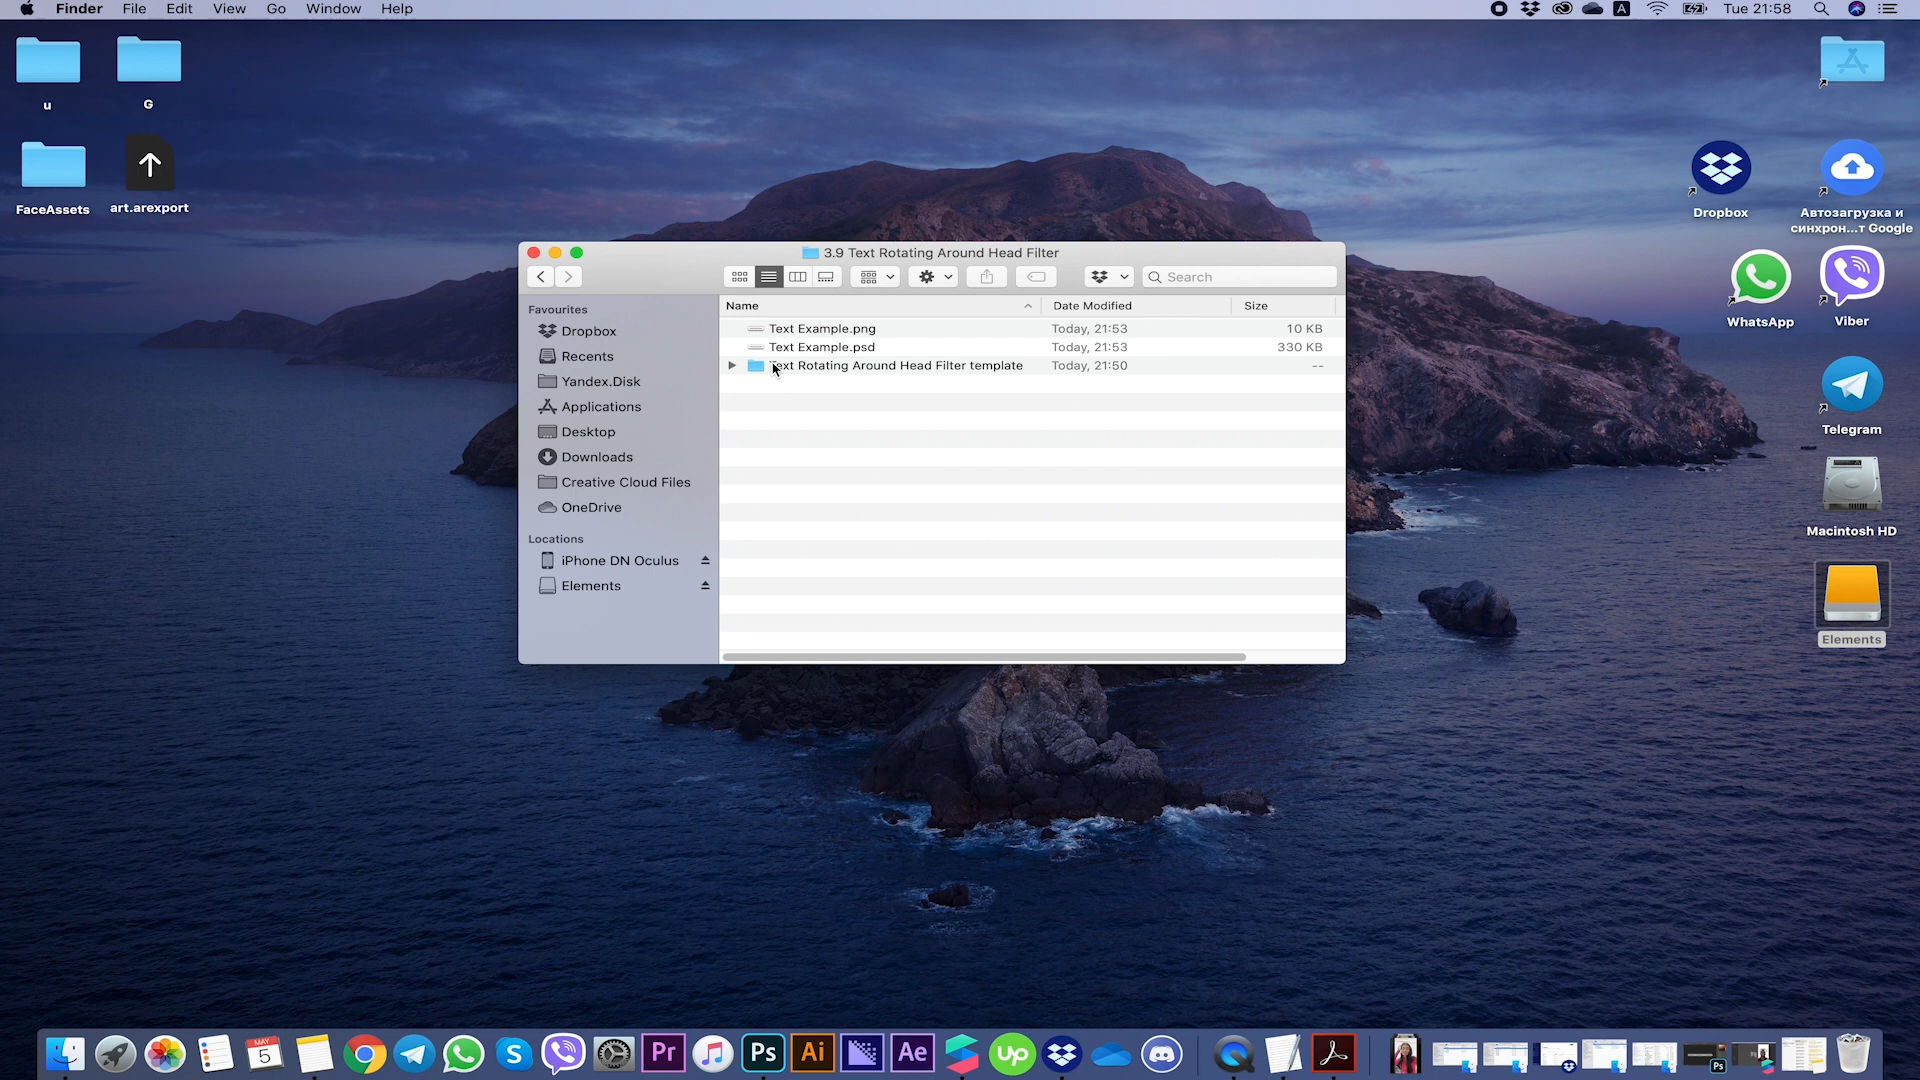 Finder File Edit View Go Window Help
A Tue 21:58
u
G
FaceAssets
art.arexport
Dropbox
Автозагрузка и
синхрон...т Google
WhatsApp
Viber
Telegram
Macintosh HD
Elements
3.9 Text Rotating Around Head Filter
Search
Favourites
Dropbox
Recents
Yandex.Disk
Applications
Desktop
Downloads
Creative Cloud Files
OneDrive
Locations
iPhone DN Oculus
Elements
Name Date Modified Size
Text Example.png Today, 21:53 10 KB
Text Example.psd Today, 21:53 330 KB
Text Rotating Around Head Filter template Today, 21:50 --
MAY
5
S
Pr
Ps
Ai
Ae
Up
Ps